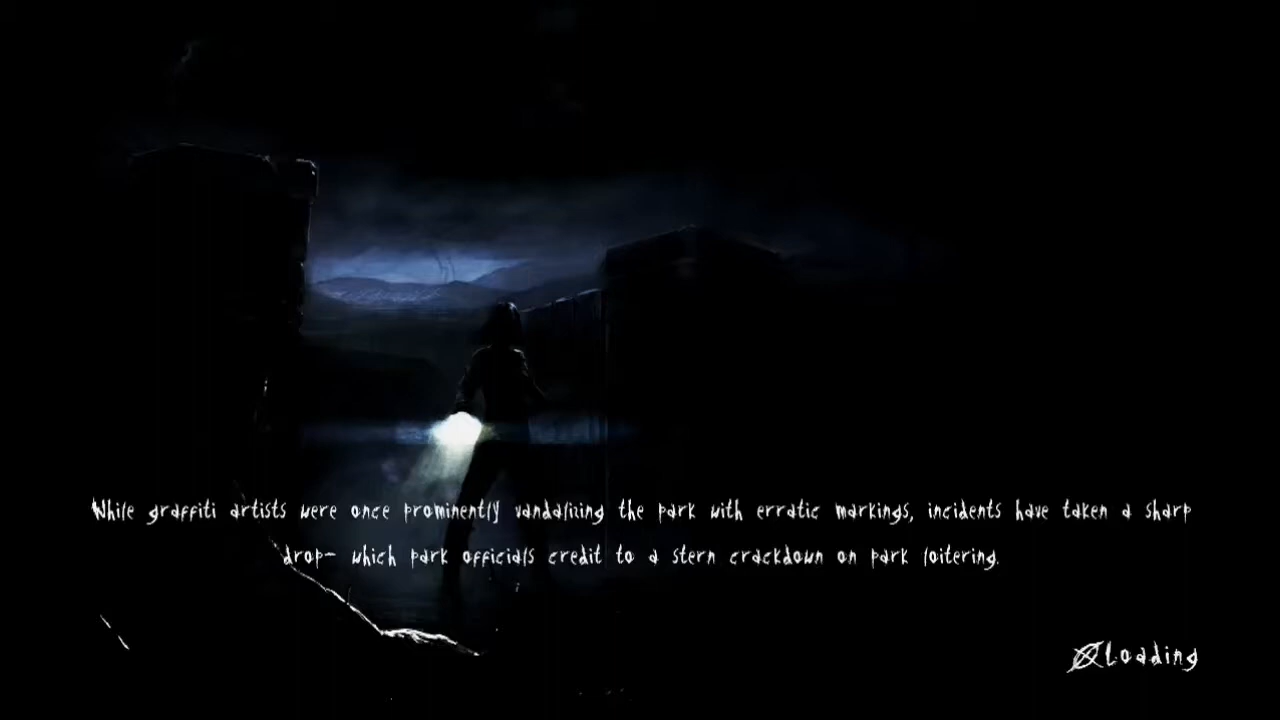 While graffiti artists were once prominently vandalizing the park with erratic markings, incidents have taken a sharp
drop- which park officials credit to a stern crackdown on park loitering.
Loading